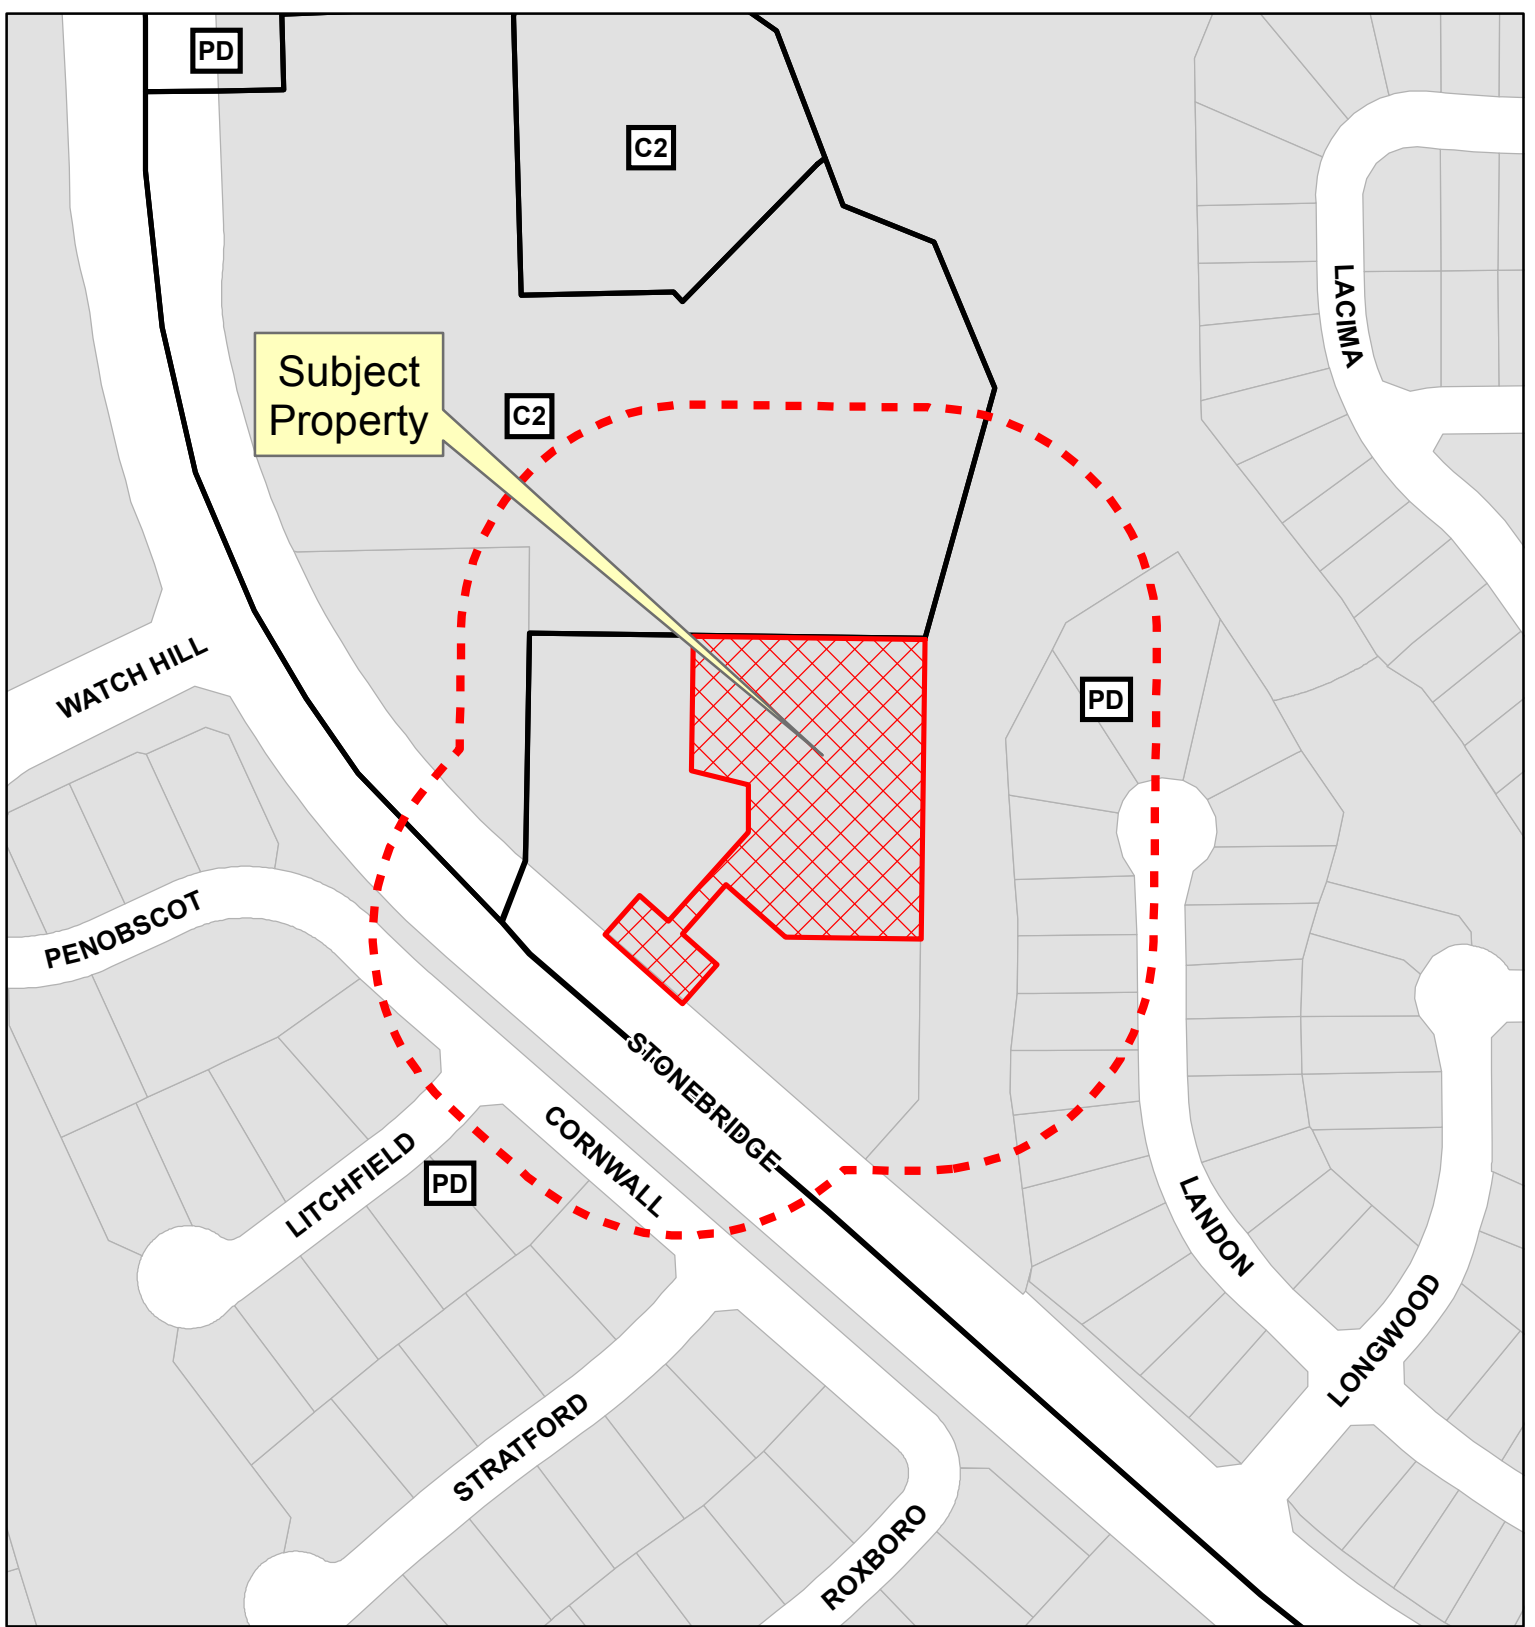 PD
C2
LACIMA
Subject
Property
C2
WATCH HILL
PD
PENOBSCOT
STONEBRIDGE
CORNWALL
LITCHFIELD
PD
LANDON
LONGWOOD
STRATFORD
ROXBORO